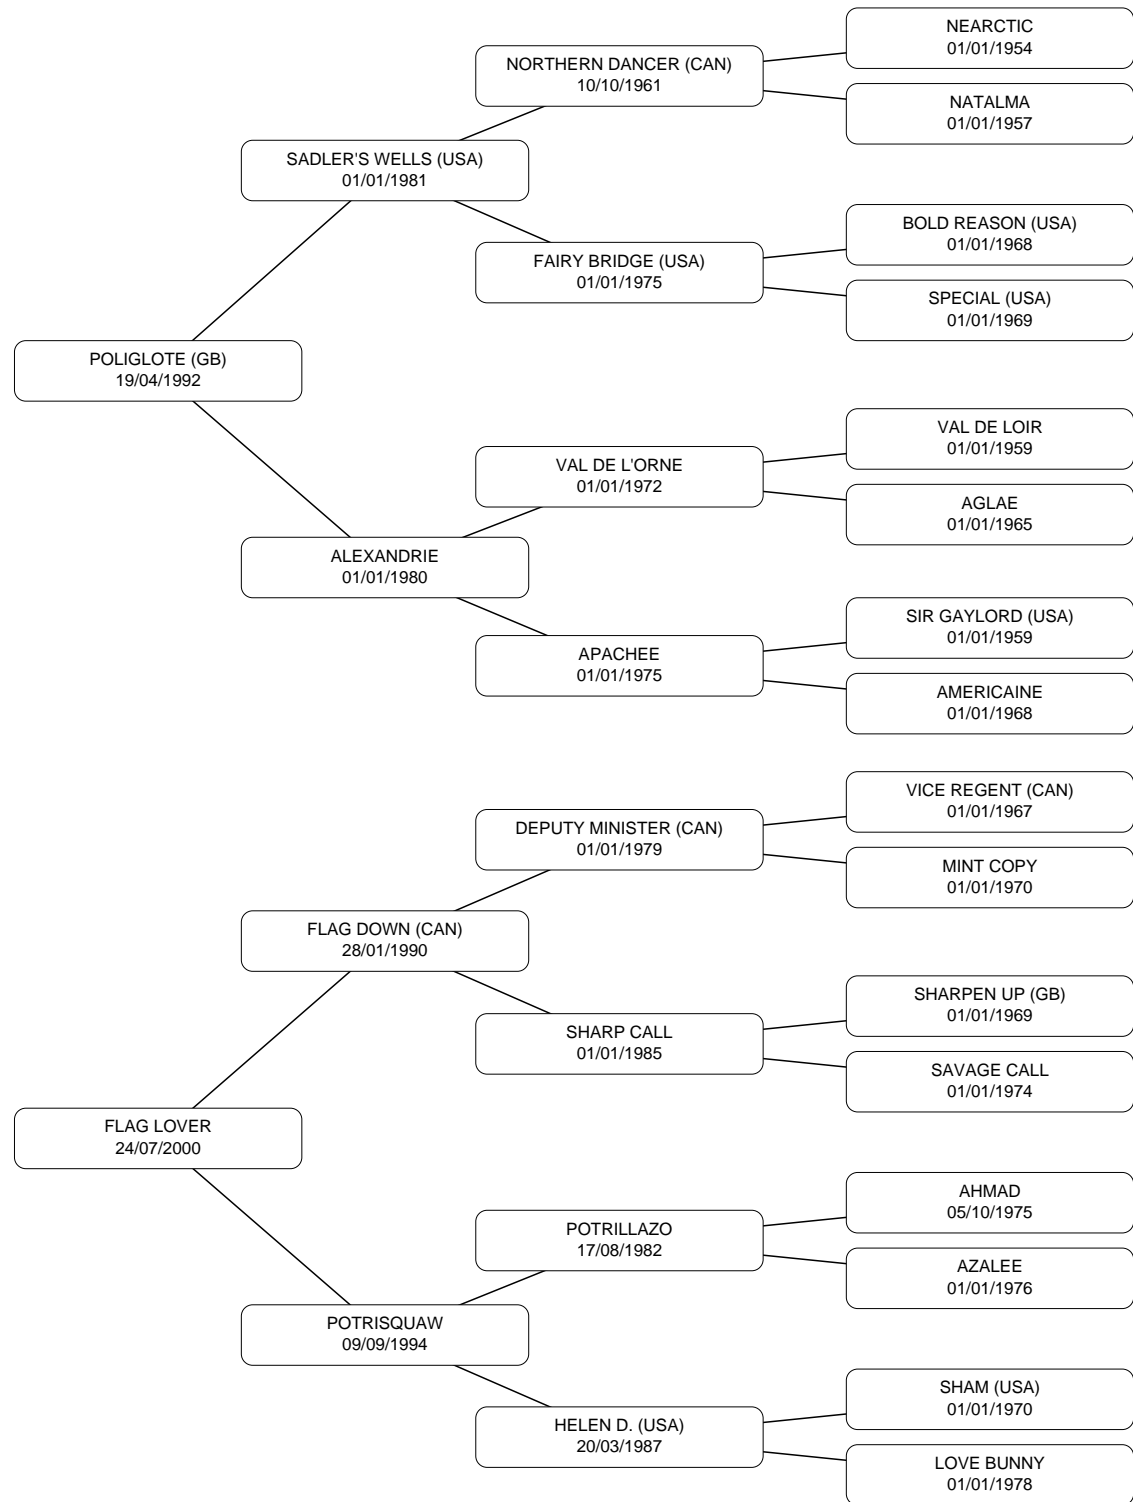 NEARCTIC
01/01/1954
NORTHERN DANCER (CAN)
10/10/1961
NATALMA
01/01/1957
SADLER'S WELLS (USA)
01/01/1981
BOLD REASON (USA)
01/01/1968
FAIRY BRIDGE (USA)
01/01/1975
SPECIAL (USA)
01/01/1969
POLIGLOTE (GB)
19/04/1992
VAL DE LOIR
01/01/1959
VAL DE L'ORNE
01/01/1972
AGLAE
01/01/1965
ALEXANDRIE
01/01/1980
SIR GAYLORD (USA)
01/01/1959
APACHEE
01/01/1975
AMERICAINE
01/01/1968
VICE REGENT (CAN)
01/01/1967
DEPUTY MINISTER (CAN)
01/01/1979
MINT COPY
01/01/1970
FLAG DOWN (CAN)
28/01/1990
SHARPEN UP (GB)
01/01/1969
SHARP CALL
01/01/1985
SAVAGE CALL
01/01/1974
FLAG LOVER
24/07/2000
AHMAD
05/10/1975
POTRILLAZO
17/08/1982
AZALEE
01/01/1976
POTRISQUAW
09/09/1994
SHAM (USA)
01/01/1970
HELEN D. (USA)
20/03/1987
LOVE BUNNY
01/01/1978